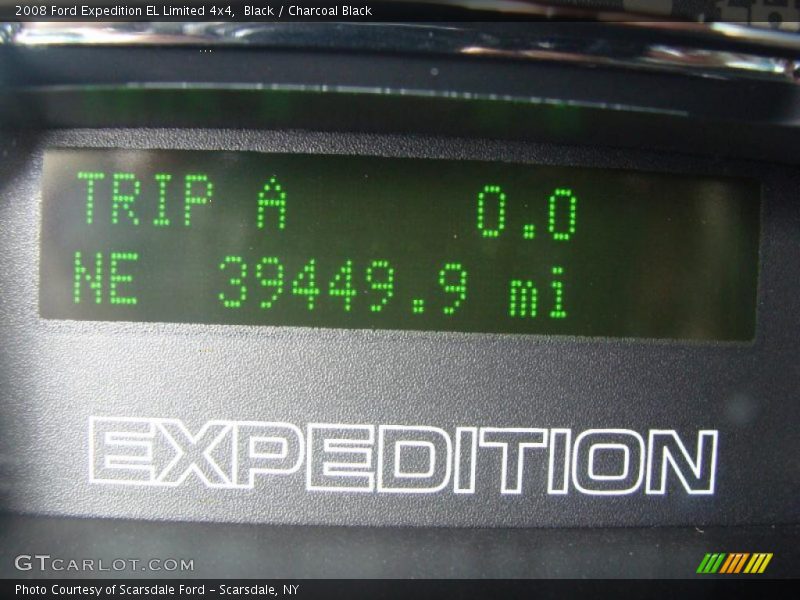 2008 Ford Expedition EL Limited 4x4, Black / Charcoal Black
TRIP A 0.0
NE 39449.9 mi
EXPEDITION
GTCARLOT.COM
Photo Courtesy of Scarsdale Ford - Scarsdale, NY